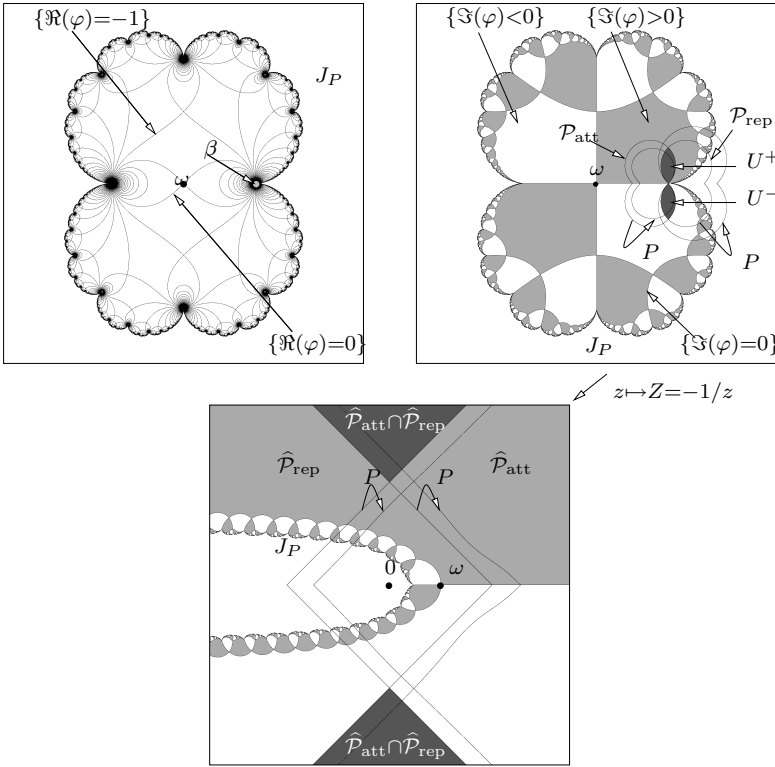 {ℜ(φ)=−1}
J_P
β
ω
{ℜ(φ)=0}
{ℑ(φ)<0} {ℑ(φ)>0}
𝒫_att 𝒫_rep
U⁺
ω
U⁻
P P
J_P {ℑ(φ)=0}
z↦Z=−1/z
𝒫̂_att∩𝒫̂_rep
𝒫̂_rep P P 𝒫̂_att
J_P
0 ω
𝒫̂_att∩𝒫̂_rep